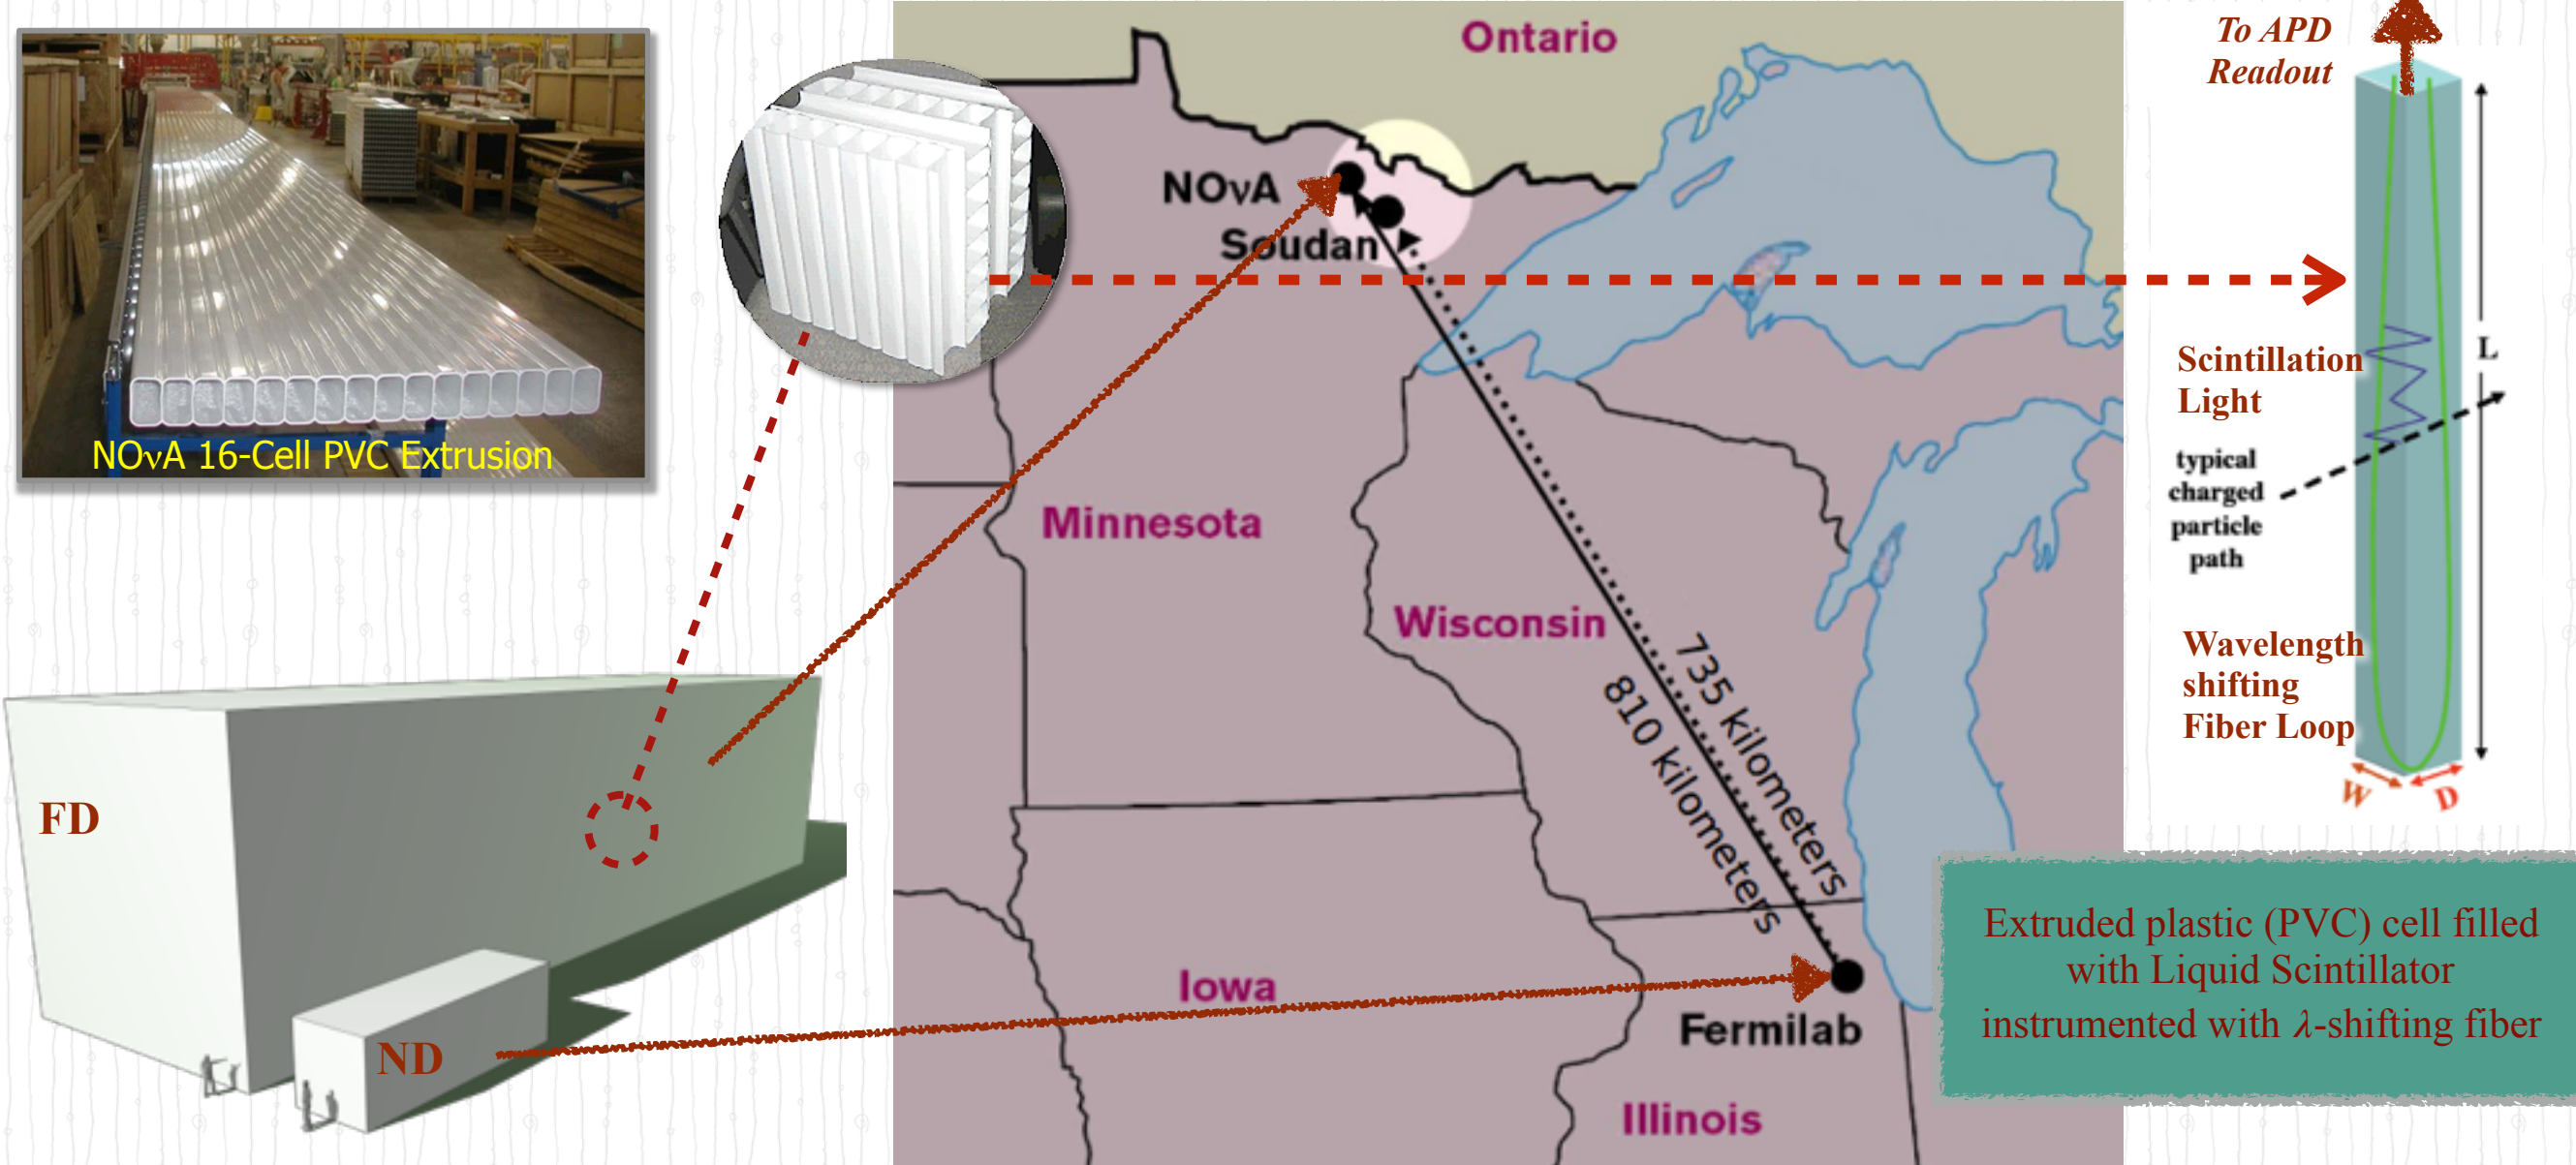 NOνA 16-Cell PVC Extrusion
FD
ND
Ontario
NOνA
Soudan
Minnesota
Wisconsin
735 kilometers
810 kilometers
Iowa
Fermilab
Illinois
To APD
Readout
Scintillation
Light
L
typical
charged
particle
path
Wavelength
shifting
Fiber Loop
W
D
Extruded plastic (PVC) cell filled
with Liquid Scintillator
instrumented with λ-shifting fiber